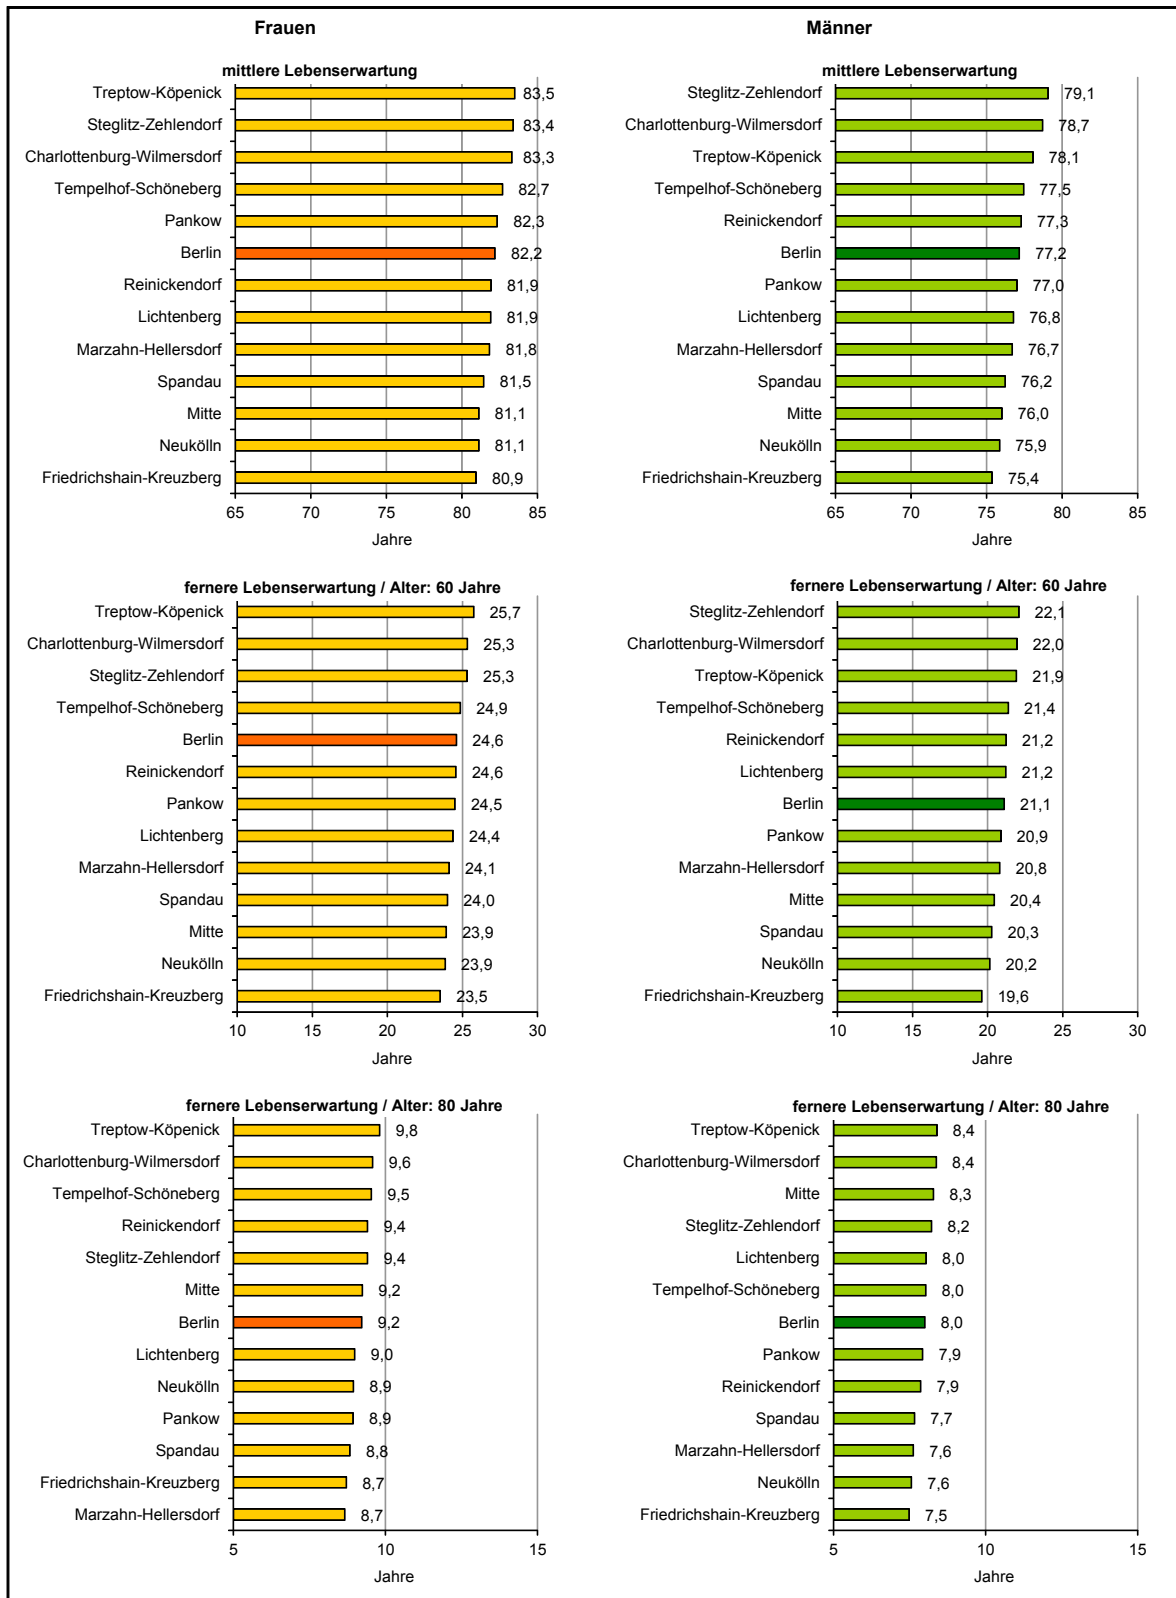 Frauen
mittlere Lebenserwartung
Treptow-Köpenick 83,5
Steglitz-Zehlendorf 83,4
Charlottenburg-Wilmersdorf 83,3
Tempelhof-Schöneberg 82,7
Pankow 82,3
Berlin 82,2
Reinickendorf 81,9
Lichtenberg 81,9
Marzahn-Hellersdorf 81,8
Spandau 81,5
Mitte 81,1
Neukölln 81,1
Friedrichshain-Kreuzberg 80,9
65 70 75 80 85
Jahre
Männer
mittlere Lebenserwartung
Steglitz-Zehlendorf 79,1
Charlottenburg-Wilmersdorf 78,7
Treptow-Köpenick 78,1
Tempelhof-Schöneberg 77,5
Reinickendorf 77,3
Berlin 77,2
Pankow 77,0
Lichtenberg 76,8
Marzahn-Hellersdorf 76,7
Spandau 76,2
Mitte 76,0
Neukölln 75,9
Friedrichshain-Kreuzberg 75,4
65 70 75 80 85
Jahre
fernere Lebenserwartung / Alter: 60 Jahre
Treptow-Köpenick 25,7
Charlottenburg-Wilmersdorf 25,3
Steglitz-Zehlendorf 25,3
Tempelhof-Schöneberg 24,9
Berlin 24,6
Reinickendorf 24,6
Pankow 24,5
Lichtenberg 24,4
Marzahn-Hellersdorf 24,1
Spandau 24,0
Mitte 23,9
Neukölln 23,9
Friedrichshain-Kreuzberg 23,5
10 15 20 25 30
Jahre
fernere Lebenserwartung / Alter: 60 Jahre
Steglitz-Zehlendorf 22,1
Charlottenburg-Wilmersdorf 22,0
Treptow-Köpenick 21,9
Tempelhof-Schöneberg 21,4
Reinickendorf 21,2
Lichtenberg 21,2
Berlin 21,1
Pankow 20,9
Marzahn-Hellersdorf 20,8
Mitte 20,4
Spandau 20,3
Neukölln 20,2
Friedrichshain-Kreuzberg 19,6
10 15 20 25 30
Jahre
fernere Lebenserwartung / Alter: 80 Jahre
Treptow-Köpenick 9,8
Charlottenburg-Wilmersdorf 9,6
Tempelhof-Schöneberg 9,5
Reinickendorf 9,4
Steglitz-Zehlendorf 9,4
Mitte 9,2
Berlin 9,2
Lichtenberg 9,0
Neukölln 8,9
Pankow 8,9
Spandau 8,8
Friedrichshain-Kreuzberg 8,7
Marzahn-Hellersdorf 8,7
5 10 15
Jahre
fernere Lebenserwartung / Alter: 80 Jahre
Treptow-Köpenick 8,4
Charlottenburg-Wilmersdorf 8,4
Mitte 8,3
Steglitz-Zehlendorf 8,2
Lichtenberg 8,0
Tempelhof-Schöneberg 8,0
Berlin 8,0
Pankow 7,9
Reinickendorf 7,9
Spandau 7,7
Marzahn-Hellersdorf 7,6
Neukölln 7,6
Friedrichshain-Kreuzberg 7,5
5 10 15
Jahre